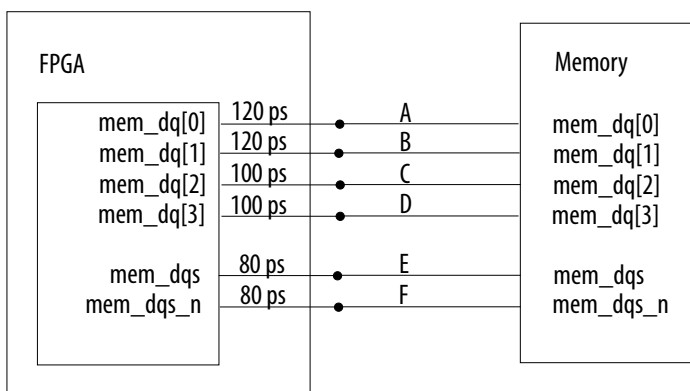 FPGA
Memory
mem_dq[0] 120 ps A mem_dq[0]
mem_dq[1] 120 ps B mem_dq[1]
mem_dq[2] 100 ps C mem_dq[2]
mem_dq[3] 100 ps D mem_dq[3]
mem_dqs 80 ps E mem_dqs
mem_dqs_n 80 ps F mem_dqs_n